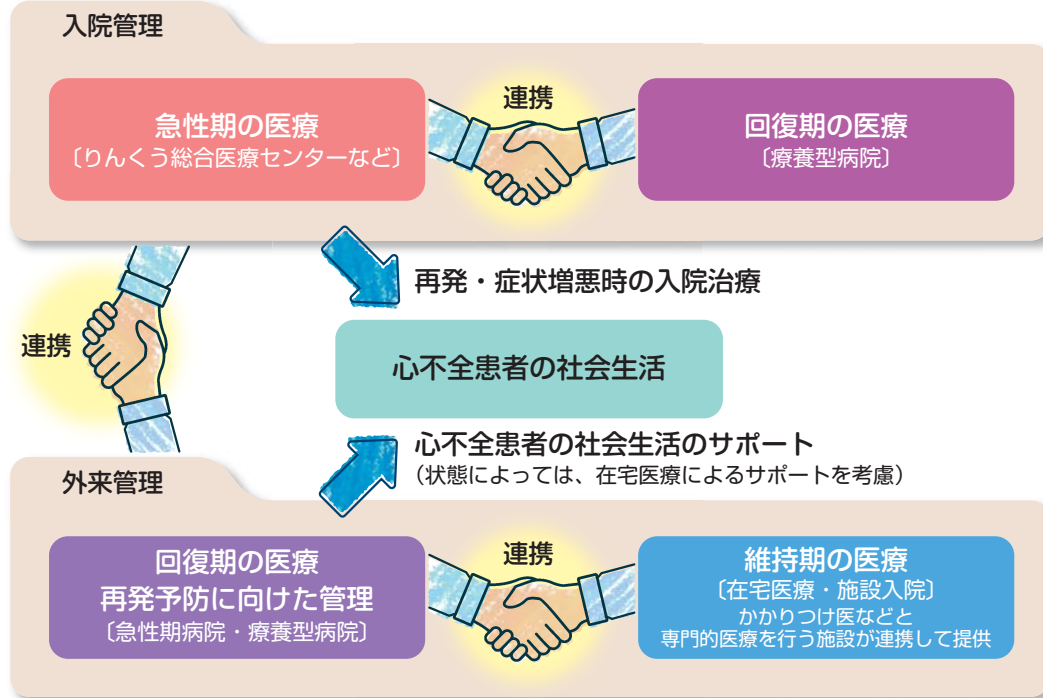 入院管理
急性期の医療
〔りんくう総合医療センターなど〕
連携
回復期の医療
〔療養型病院〕
再発・症状増悪時の入院治療
連携
心不全患者の社会生活
心不全患者の社会生活のサポート
(状態によっては、在宅医療によるサポートを考慮)
外来管理
回復期の医療
再発予防に向けた管理
〔急性期病院・療養型病院〕
連携
維持期の医療
〔在宅医療・施設入院〕
かかりつけ医などと
専門的医療を行う施設が連携して提供